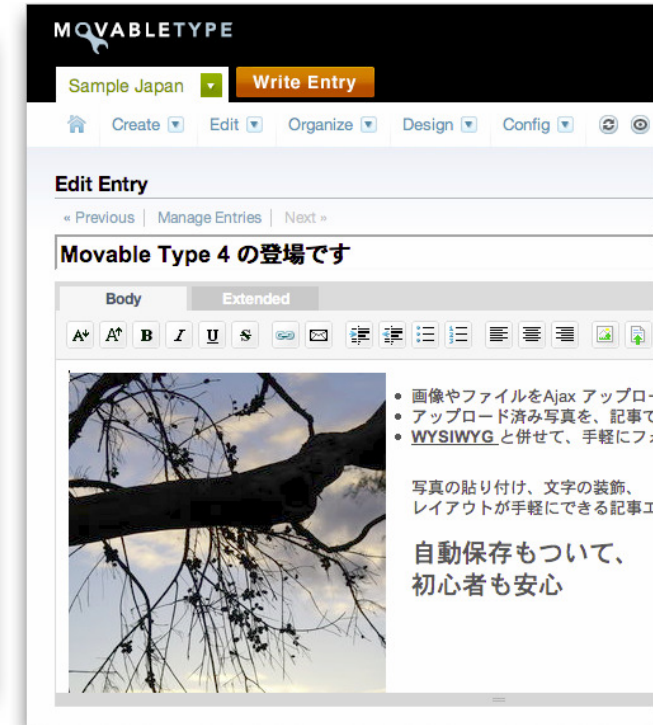 MOVABLETYPE
Sample Japan Write Entry
Create Edit Organize Design Config
Edit Entry
« Previous | Manage Entries | Next »
Movable Type 4 の登場です
Body Extended
A A B I U S
画像やファイルをAjax アップロー
アップロード済み写真を、記事で
WYSIWYG と併せて、手軽にフォ
写真の貼り付け、文字の装飾、
レイアウトが手軽にできる記事エ
自動保存もついて、
初心者も安心